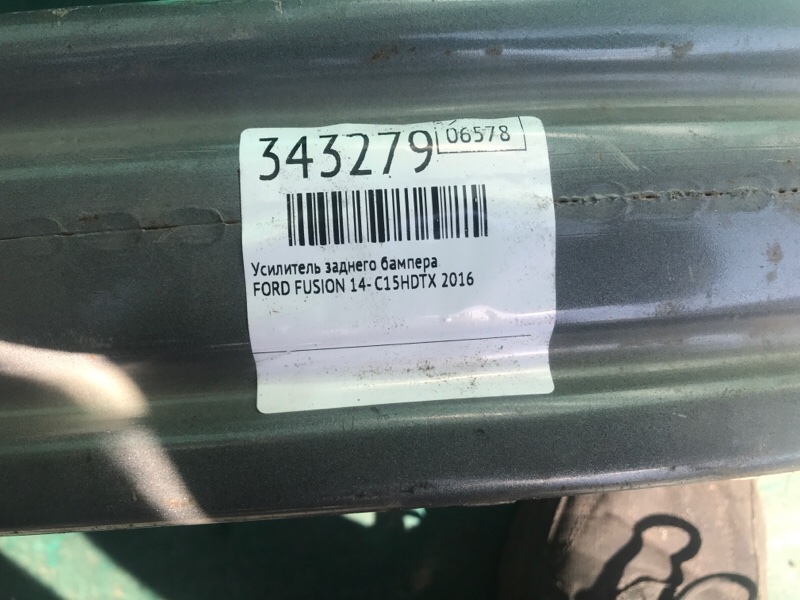 343279 06578
Усилитель заднего бампера
FORD FUSION 14- C15HDTX 2016